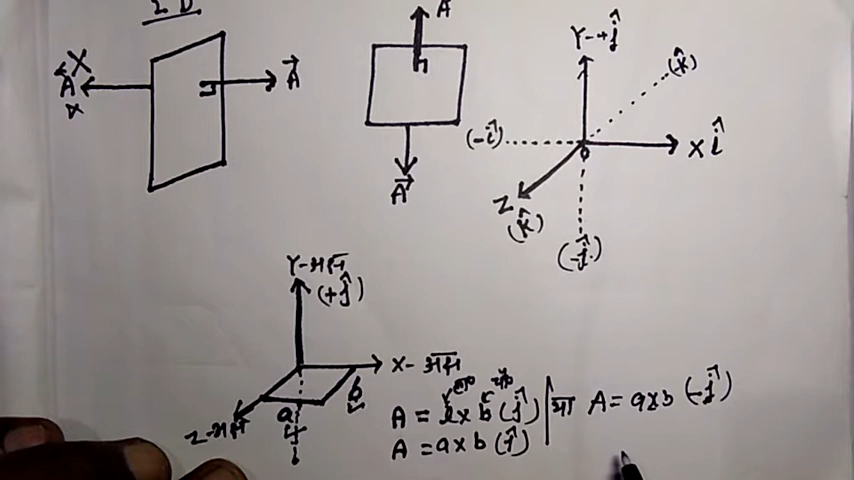 2 D
X
A
A
A
A
Y-+ĵ
(k̂)
(-î)
O
X î
Z
(k̂)
(-ĵ)
Y-अक्ष
(+ĵ)
X-अक्ष
b
Z-अक्ष
a
A = l x b (ĵ)
A = a x b (ĵ)
या A = a x b (-ĵ)